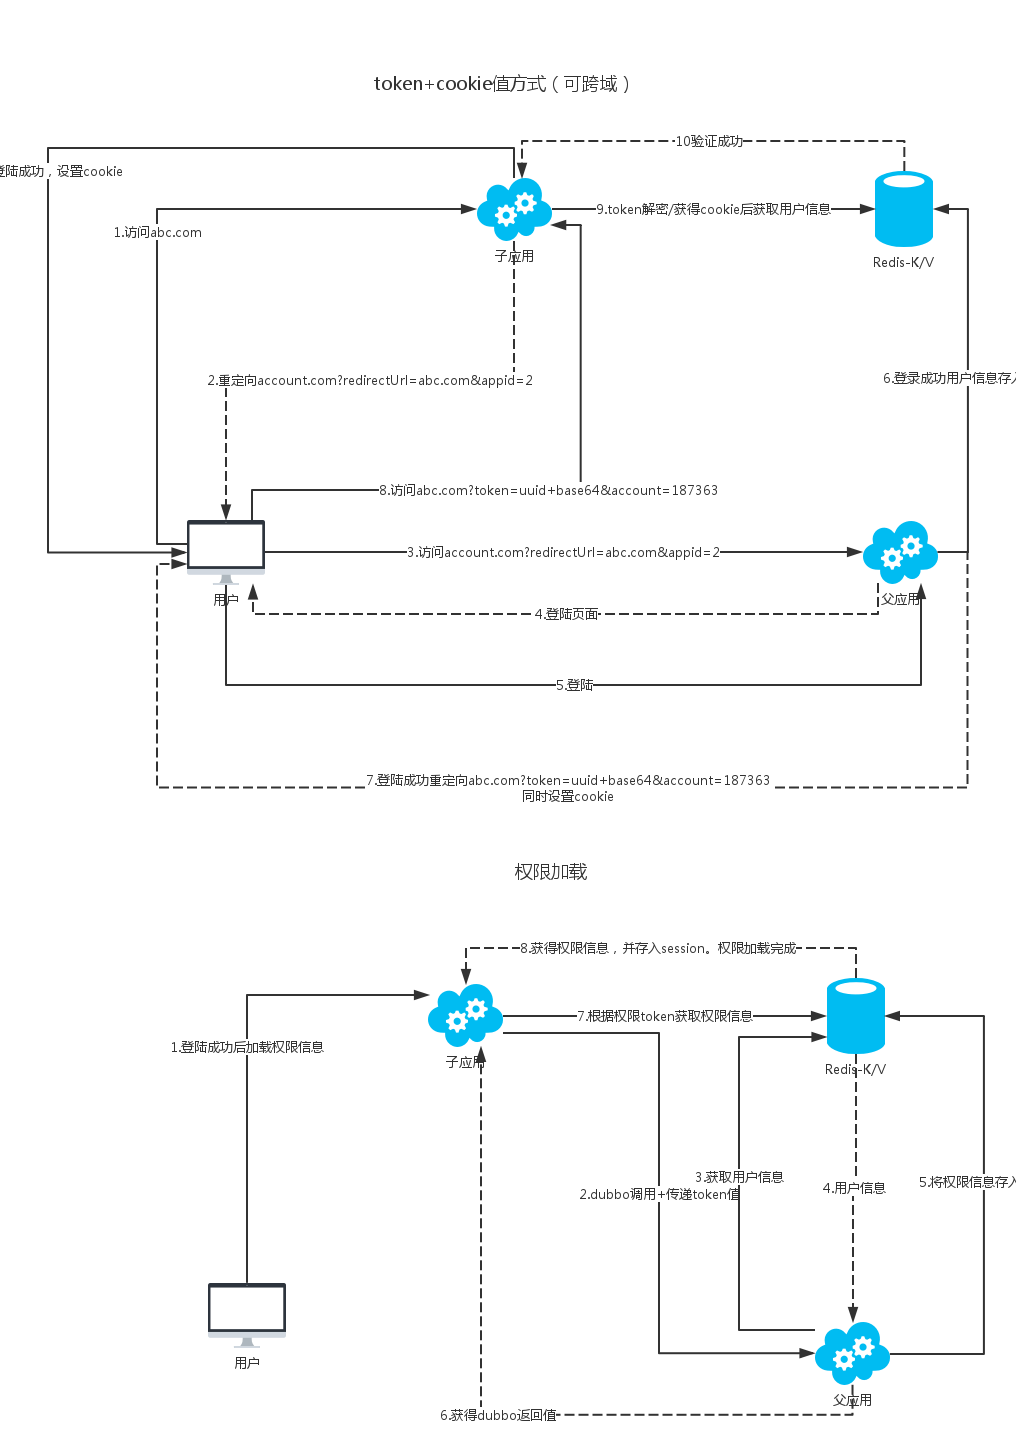 token+cookie值方式（可跨域）
10验证成功
登陆成功，设置cookie
9.token解密/获得cookie后获取用户信息
1.访问abc.com
子应用
Redis-K/V
2.重定向account.com?redirectUrl=abc.com&appid=2
6.登录成功用户信息存入
8.访问abc.com?token=uuid+base64&account=187363
3.访问account.com?redirectUrl=abc.com&appid=2
用户
父应用
4.登陆页面
5.登陆
7.登陆成功重定向abc.com?token=uuid+base64&account=187363
同时设置cookie
权限加载
8.获得权限信息，并存入session。权限加载完成
7.根据权限token获取权限信息
1.登陆成功后加载权限信息
子应用
Redis-K/V
3.获取用户信息
2.dubbo调用+传递token值
4.用户信息
5.将权限信息存入
用户
父应用
6.获得dubbo返回值